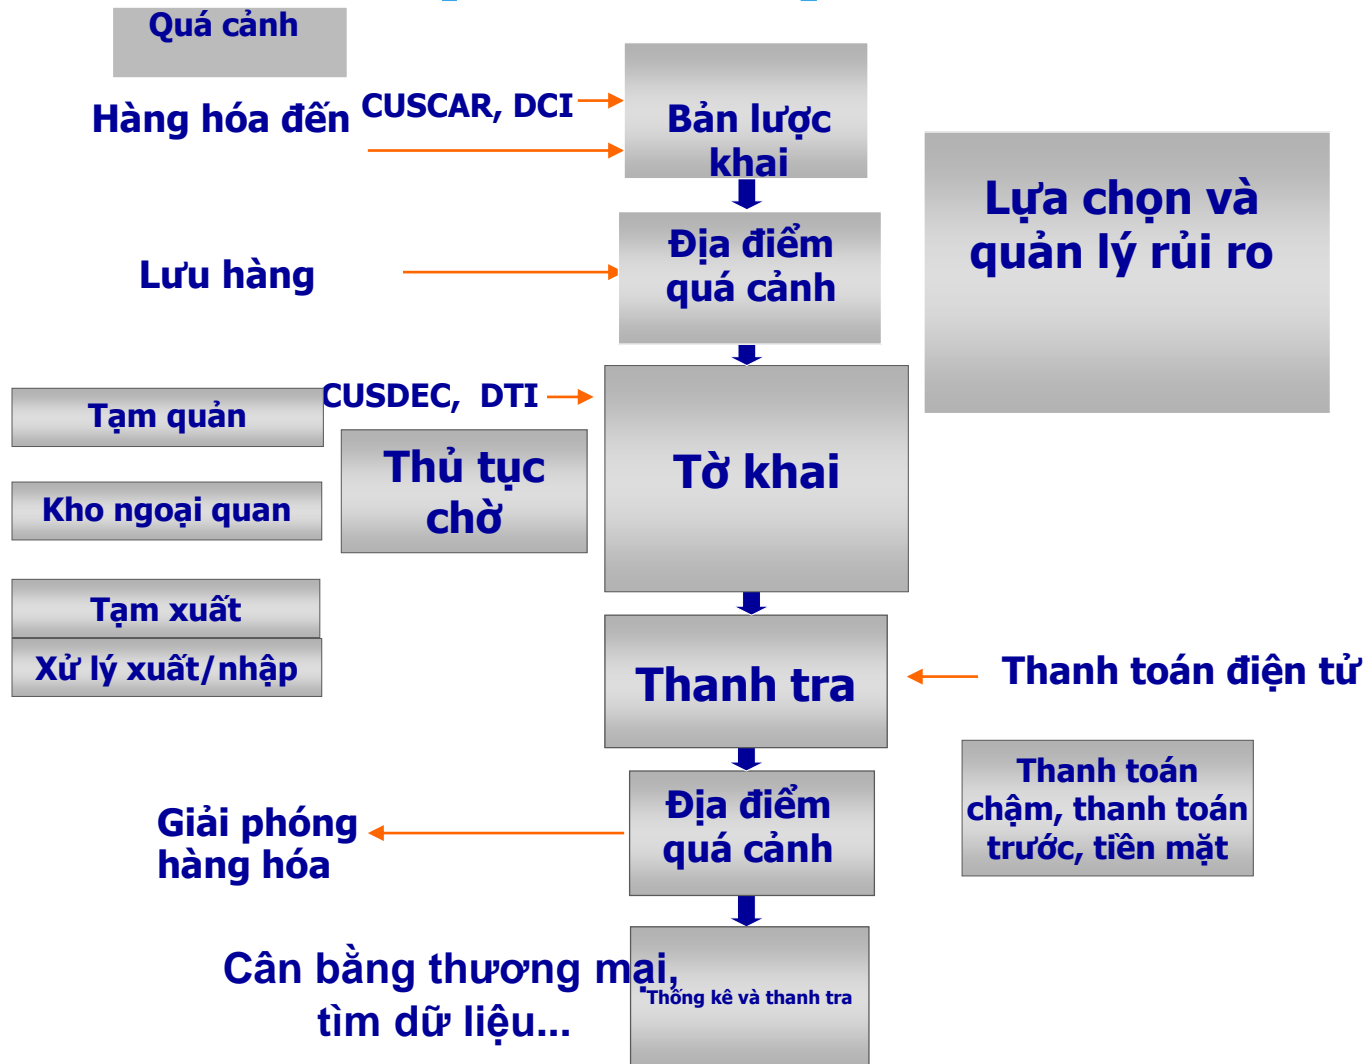 Quá cảnh
Hàng hóa đến
CUSCAR, DCI
Bản lược
khai
Lựa chọn và
quản lý rủi ro
Địa điểm
quá cảnh
Lưu hàng
CUSDEC, DTI
Tạm quản
Thủ tục
chờ
Tờ khai
Kho ngoại quan
Tạm xuất
Xử lý xuất/nhập
Thanh tra
Thanh toán điện tử
Thanh toán
chậm, thanh toán
trước, tiền mặt
Địa điểm
quá cảnh
Giải phóng
hàng hóa
Cân bằng thương mại,
tìm dữ liệu...
Thống kê và thanh tra